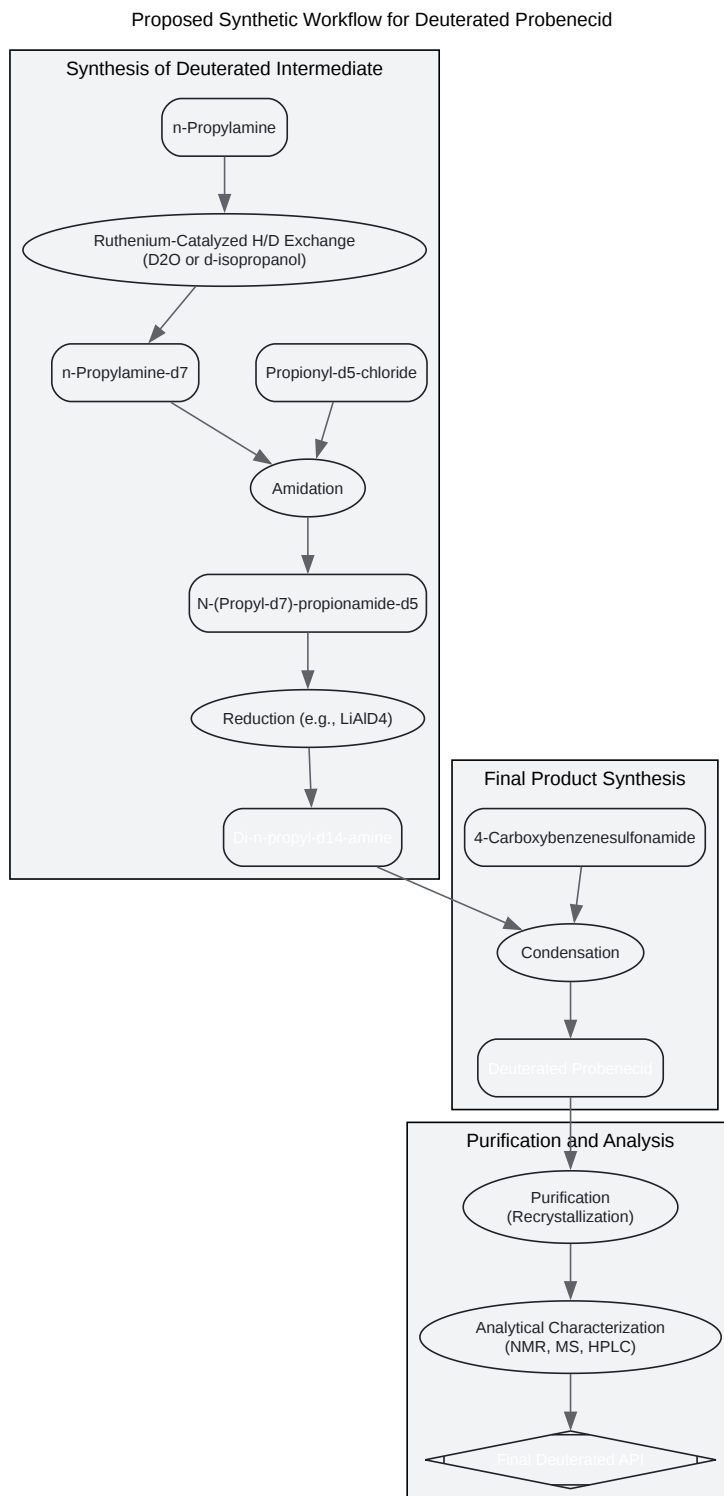 Proposed Synthetic Workflow for Deuterated Probenecid
Synthesis of Deuterated Intermediate
n-Propylamine
Ruthenium-Catalyzed H/D Exchange
(D2O or d-isopropanol)
n-Propylamine-d7
Propionyl-d5-chloride
Amidation
N-(Propyl-d7)-propionamide-d5
Reduction (e.g., LiAlD4)
Di-n-propyl-d14-amine
Final Product Synthesis
4-Carboxybenzenesulfonamide
Condensation
Deuterated Probenecid
Purification and Analysis
Purification
(Recrystallization)
Analytical Characterization
(NMR, MS, HPLC)
Final Deuterated API